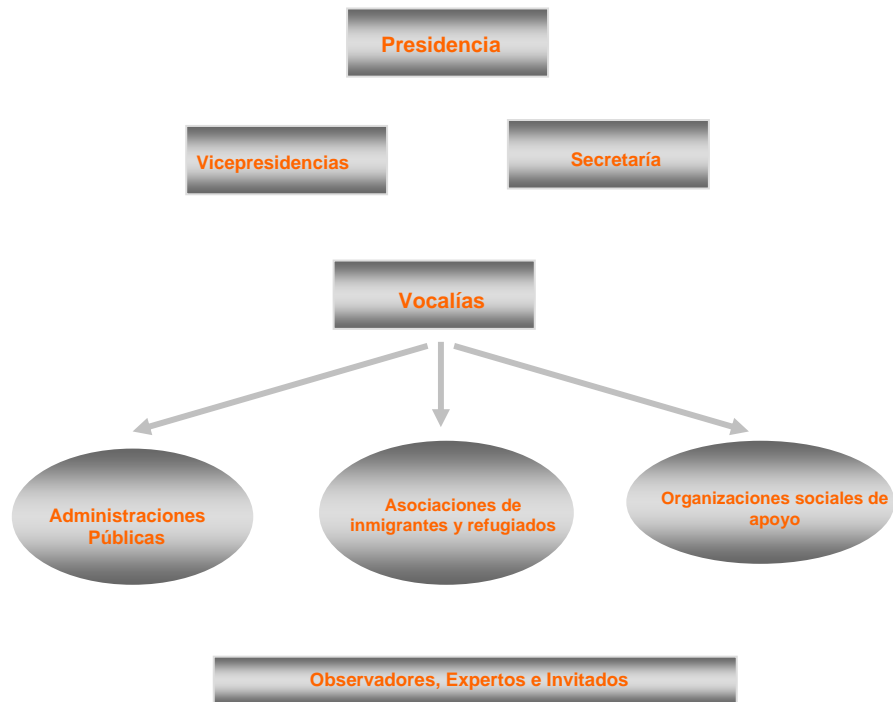 Presidencia
Vicepresidencias
Secretaría
Vocalías
Administraciones
Públicas
Asociaciones de
inmigrantes y refugiados
Organizaciones sociales de
apoyo
Observadores, Expertos e Invitados